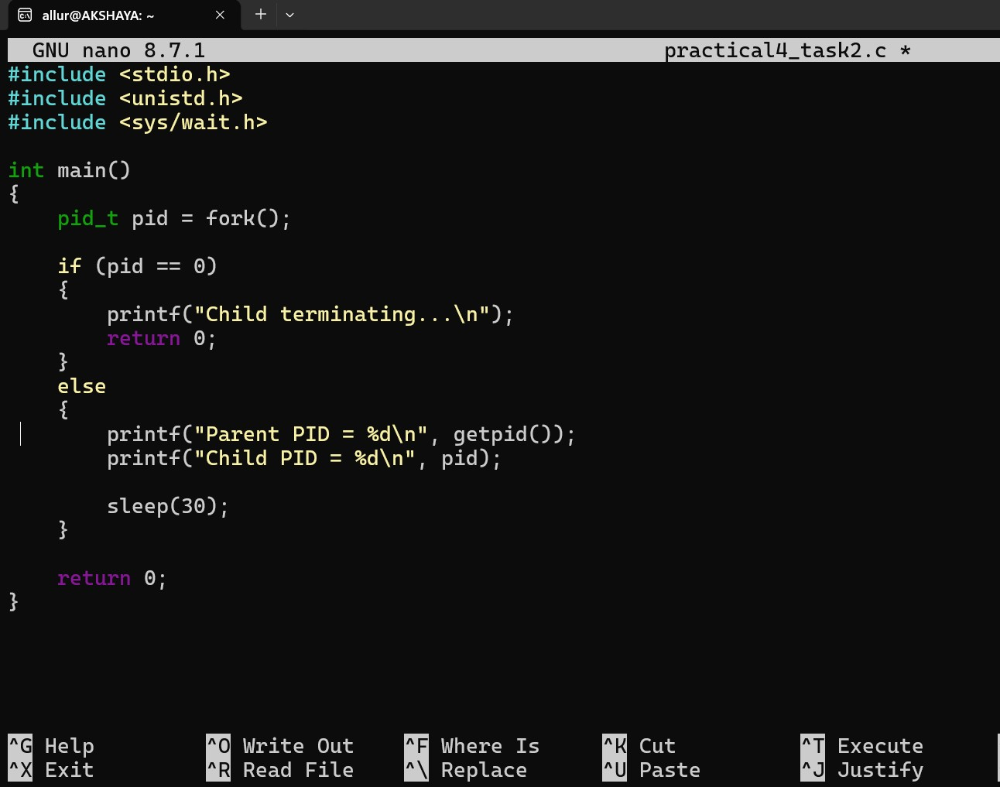 allur@AKSHAYA: ~
GNU nano 8.7.1 practical4_task2.c *
#include <stdio.h>
#include <unistd.h>
#include <sys/wait.h>
int main()
{
    pid_t pid = fork();
    if (pid == 0)
    {
        printf("Child terminating...\n");
        return 0;
    }
    else
    {
        printf("Parent PID = %d\n", getpid());
        printf("Child PID = %d\n", pid);
        sleep(30);
    }
    return 0;
}
^G Help ^O Write Out ^F Where Is ^K Cut ^T Execute
^X Exit ^R Read File ^\ Replace ^U Paste ^J Justify